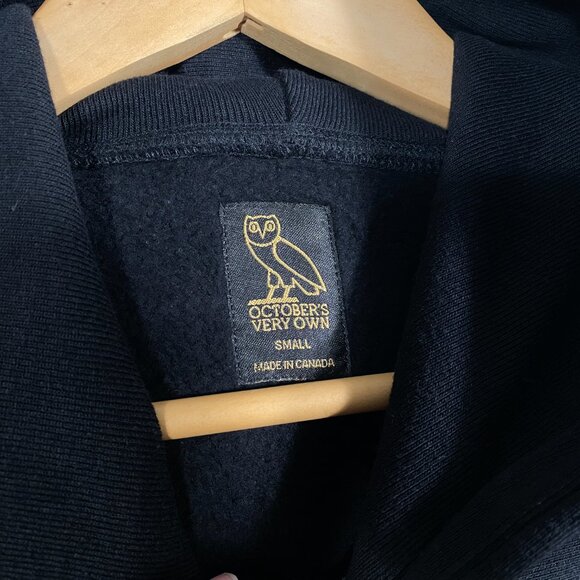 OCTOBER'S
VERY OWN
SMALL
MADE IN CANADA